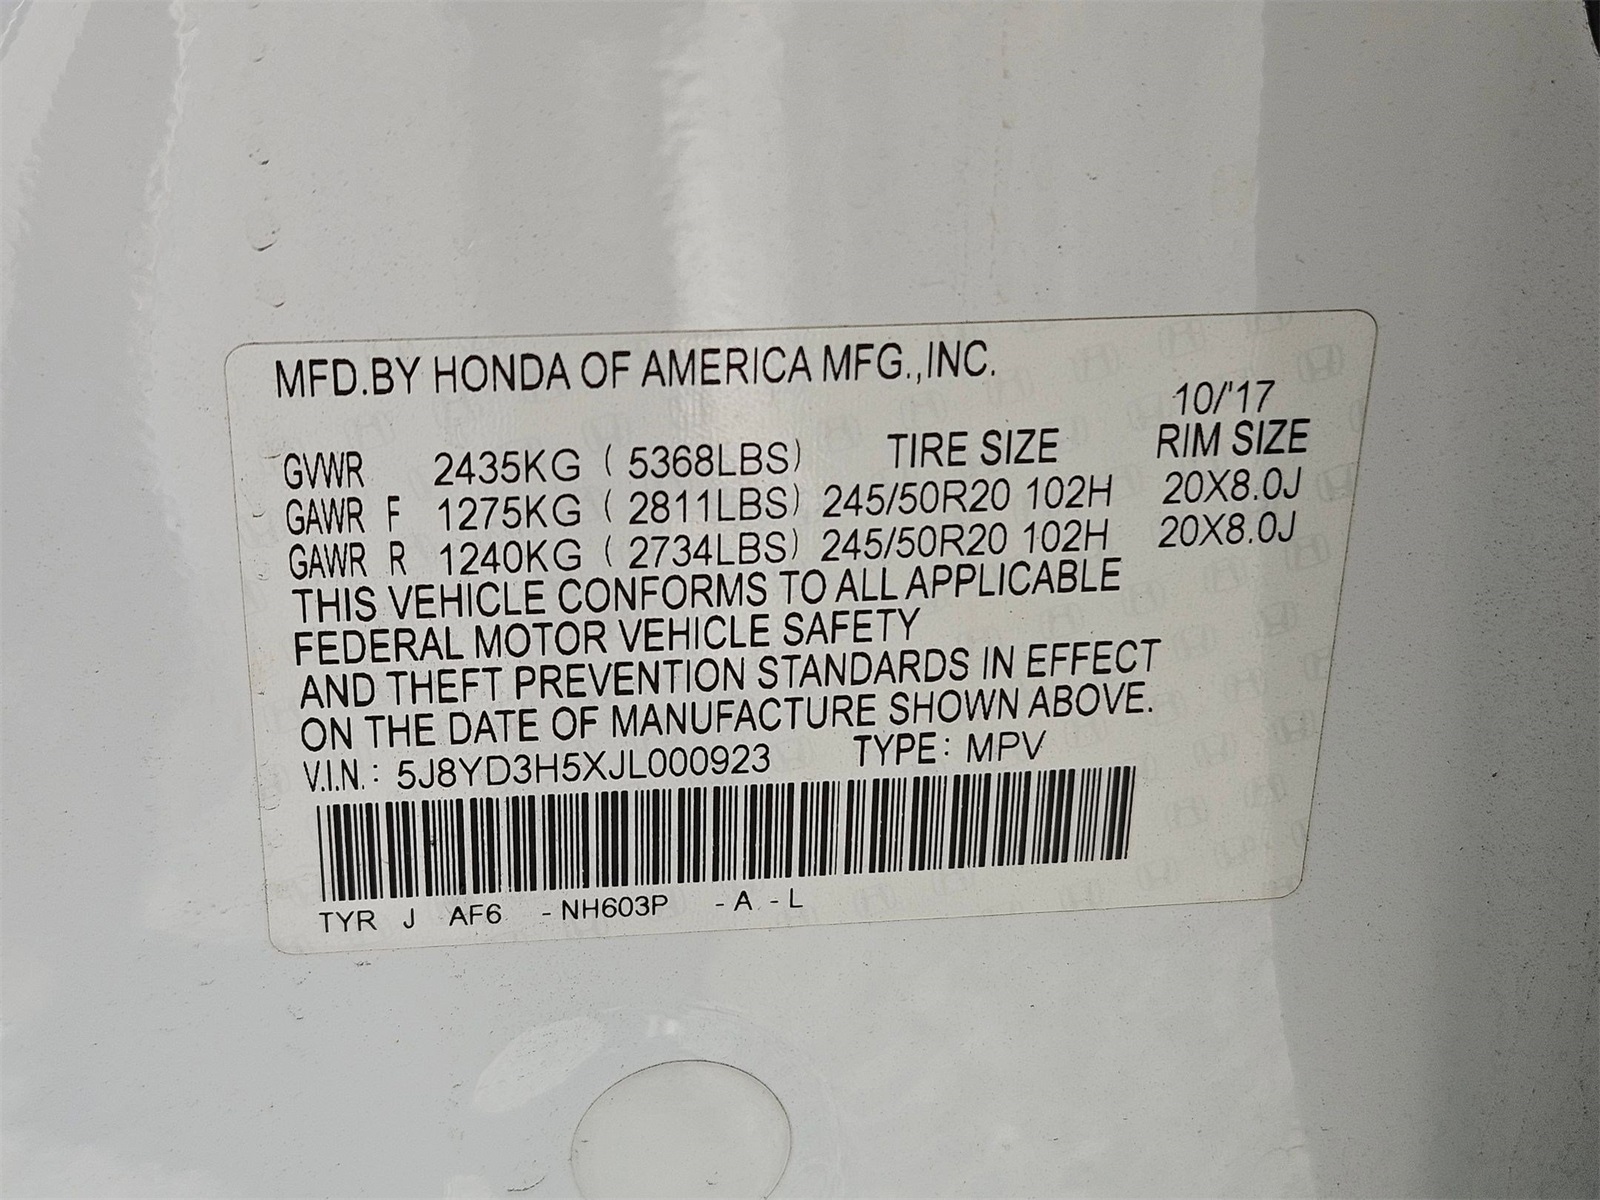 MFD.BY HONDA OF AMERICA MFG.,INC.
10/'17
GVWR 2435KG ( 5368LBS) TIRE SIZE RIM SIZE
GAWR F 1275KG ( 2811LBS) 245/50R20 102H 20X8.0J
GAWR R 1240KG ( 2734LBS) 245/50R20 102H 20X8.0J
THIS VEHICLE CONFORMS TO ALL APPLICABLE
FEDERAL MOTOR VEHICLE SAFETY
AND THEFT PREVENTION STANDARDS IN EFFECT
ON THE DATE OF MANUFACTURE SHOWN ABOVE.
V.I.N.: 5J8YD3H5XJL000923 TYPE: MPV
TYR J AF6 -NH603P -A -L